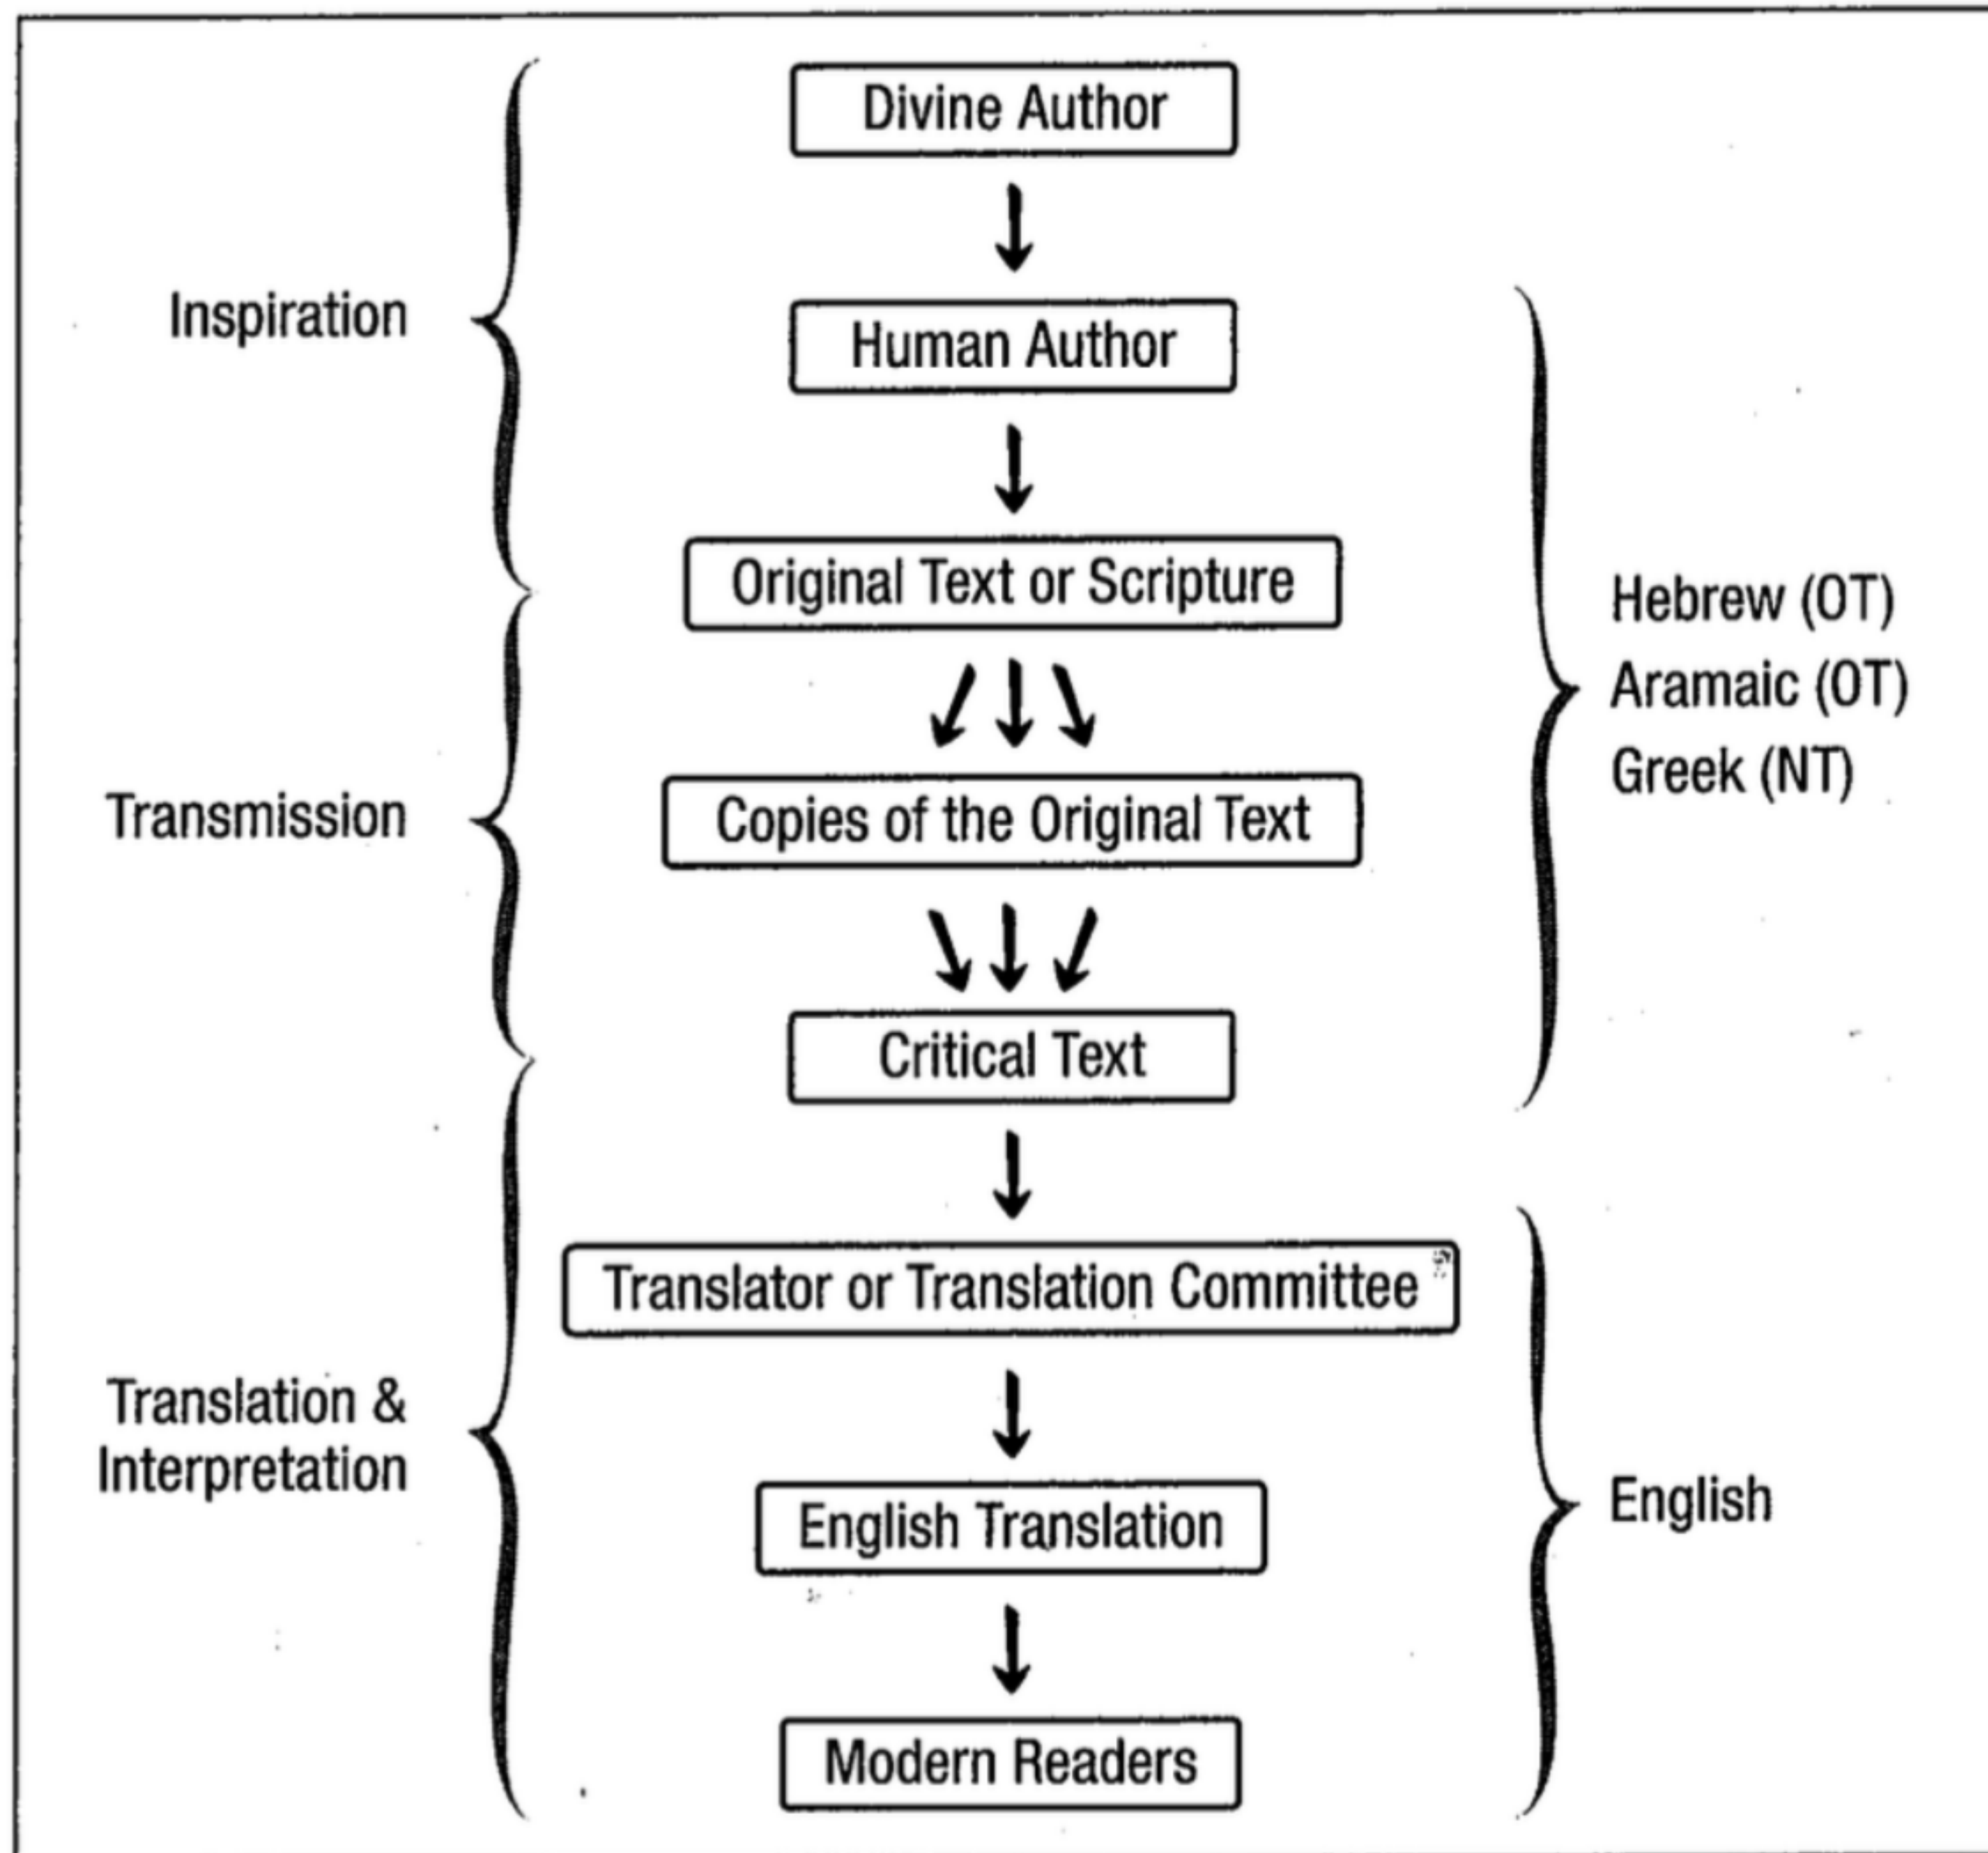 Divine Author
Inspiration
Human Author
Original Text or Scripture
Hebrew (OT)
Aramaic (OT)
Greek (NT)
Transmission
Copies of the Original Text
Critical Text
Translator or Translation Committee
Translation &
Interpretation
English Translation
English
Modern Readers